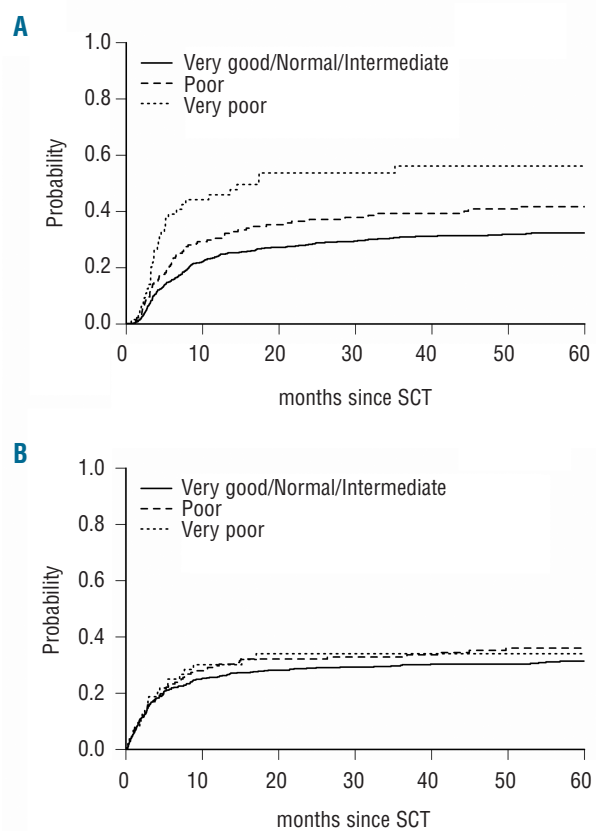 A
1.0
0.8
0.6
0.4
0.2
0.0
Probability
Very good/Normal/Intermediate
Poor
Very poor
0 10 20 30 40 50 60
months since SCT
B
1.0
0.8
0.6
0.4
0.2
0.0
Probability
Very good/Normal/Intermediate
Poor
Very poor
0 10 20 30 40 50 60
months since SCT